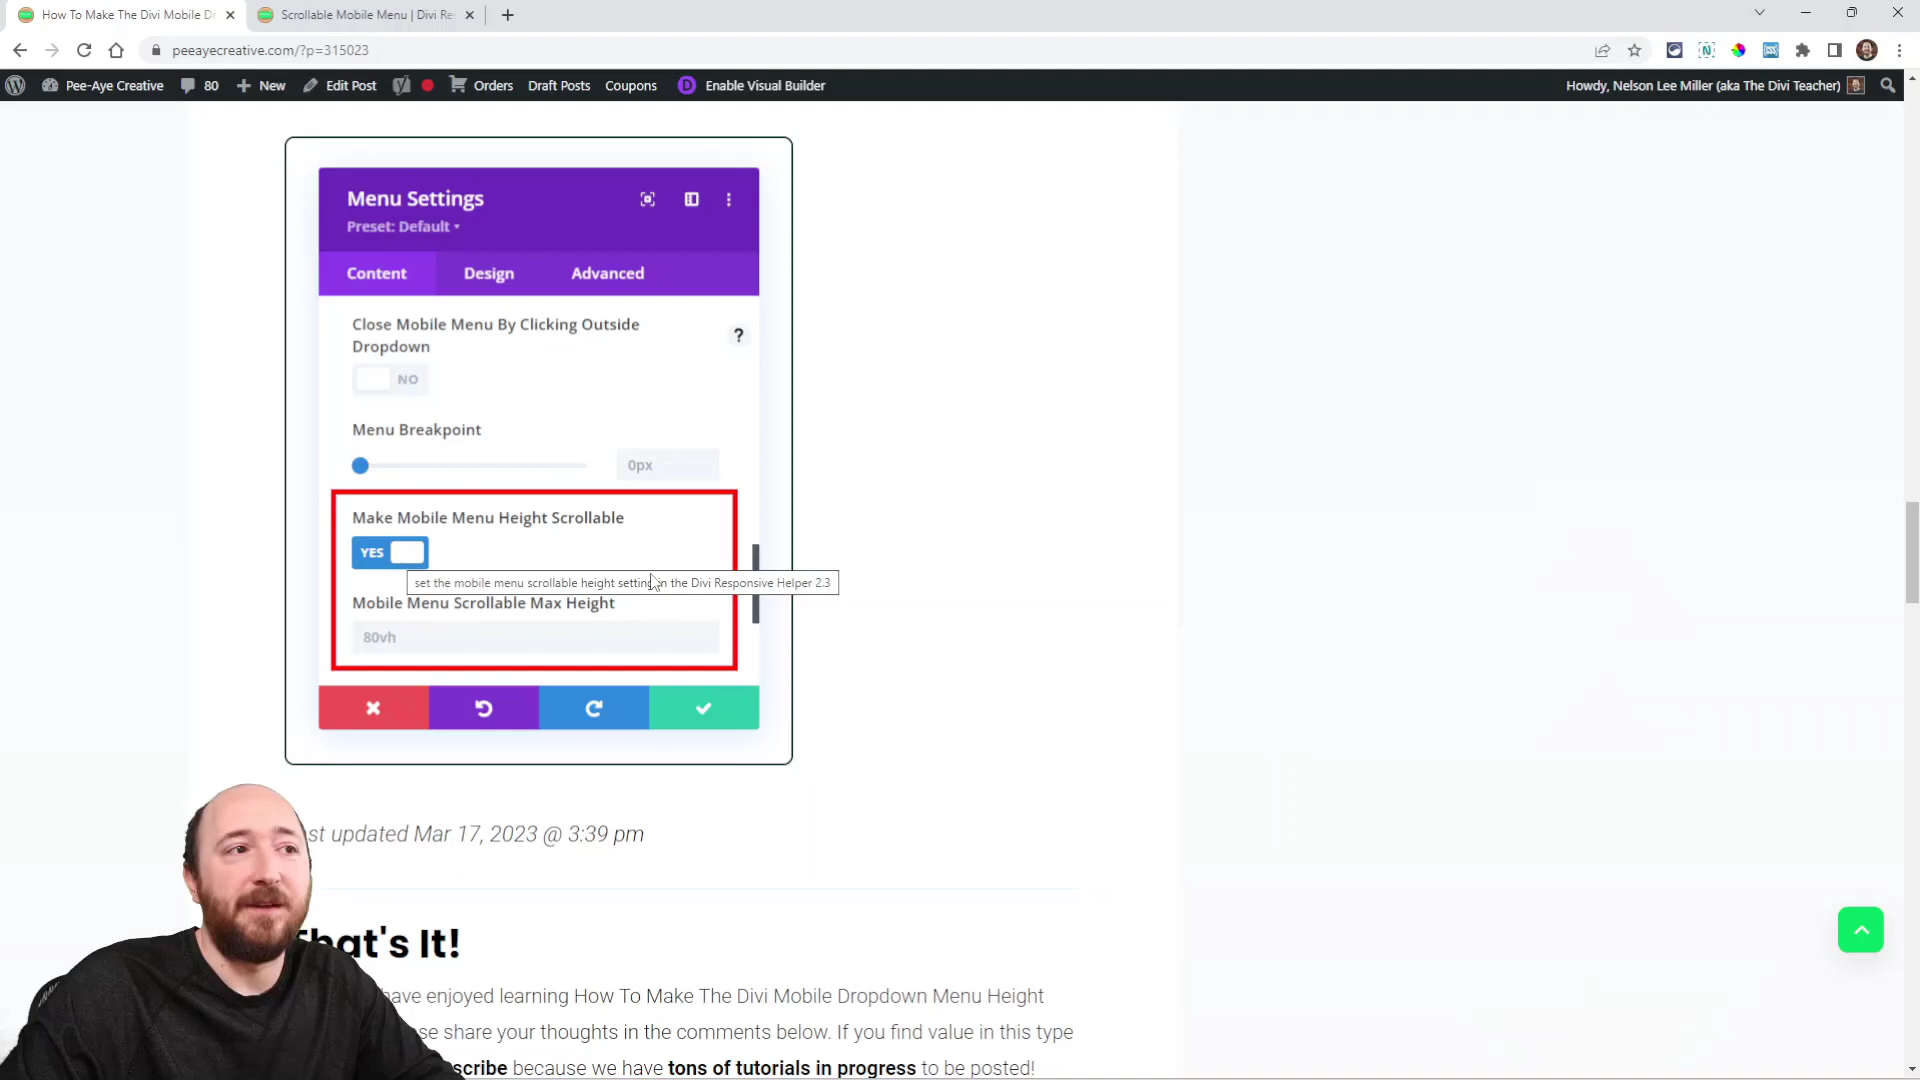 How To Make The Divi Mobile D
Scrollable Mobile Menu | Divi Re
peeayecreative.com/?p=315023
Pee-Aye Creative
80
New
Edit Post
Orders
Draft Posts
Coupons
Enable Visual Builder
Howdy, Nelson Lee Miller (aka The Divi Teacher)
Menu Settings
Preset: Default
Content
Design
Advanced
Close Mobile Menu By Clicking Outside
Dropdown
?
NO
Menu Breakpoint
0px
Make Mobile Menu Height Scrollable
YES
set the mobile menu scrollable height setting in the Divi Responsive Helper 2.3
Mobile Menu Scrollable Max Height
80vh
st updated Mar 17, 2023 @ 3:39 pm
That's It!
have enjoyed learning How To Make The Divi Mobile Dropdown Menu Height
se share your thoughts in the comments below. If you find value in this type
scribe because we have tons of tutorials in progress to be posted!